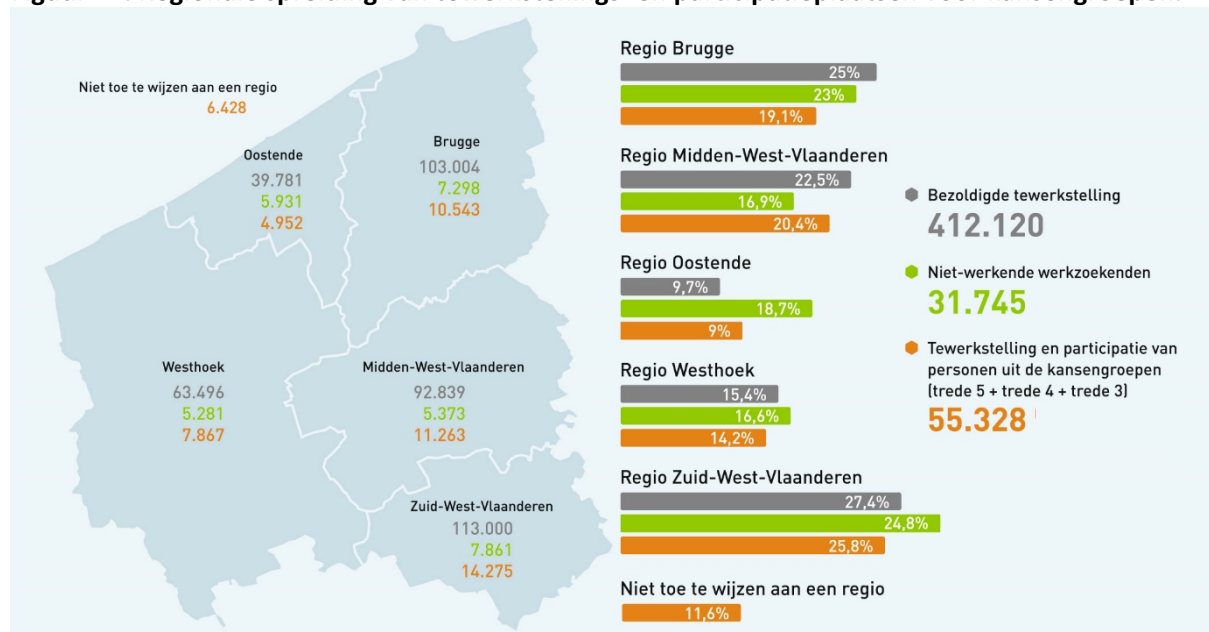 Niet toe te wijzen aan een regio
6.428
Oostende
39.781
5.931
4.952
Brugge
103.004
7.298
10.543
Westhoek
63.496
5.281
7.867
Midden-West-Vlaanderen
92.839
5.373
11.263
Zuid-West-Vlaanderen
113.000
7.861
14.275
Regio Brugge
25%
23%
19,1%
Regio Midden-West-Vlaanderen
22,5%
16,9%
20,4%
Regio Oostende
9,7%
18,7%
9%
Regio Westhoek
15,4%
16,6%
14,2%
Regio Zuid-West-Vlaanderen
27,4%
24,8%
25,8%
Niet toe te wijzen aan een regio
11,6%
Bezoldigde tewerkstelling
412.120
Niet-werkende werkzoekenden
31.745
Tewerkstelling en participatie van
personen uit de kansengroepen
(trede 5 + trede 4 + trede 3)
55.328